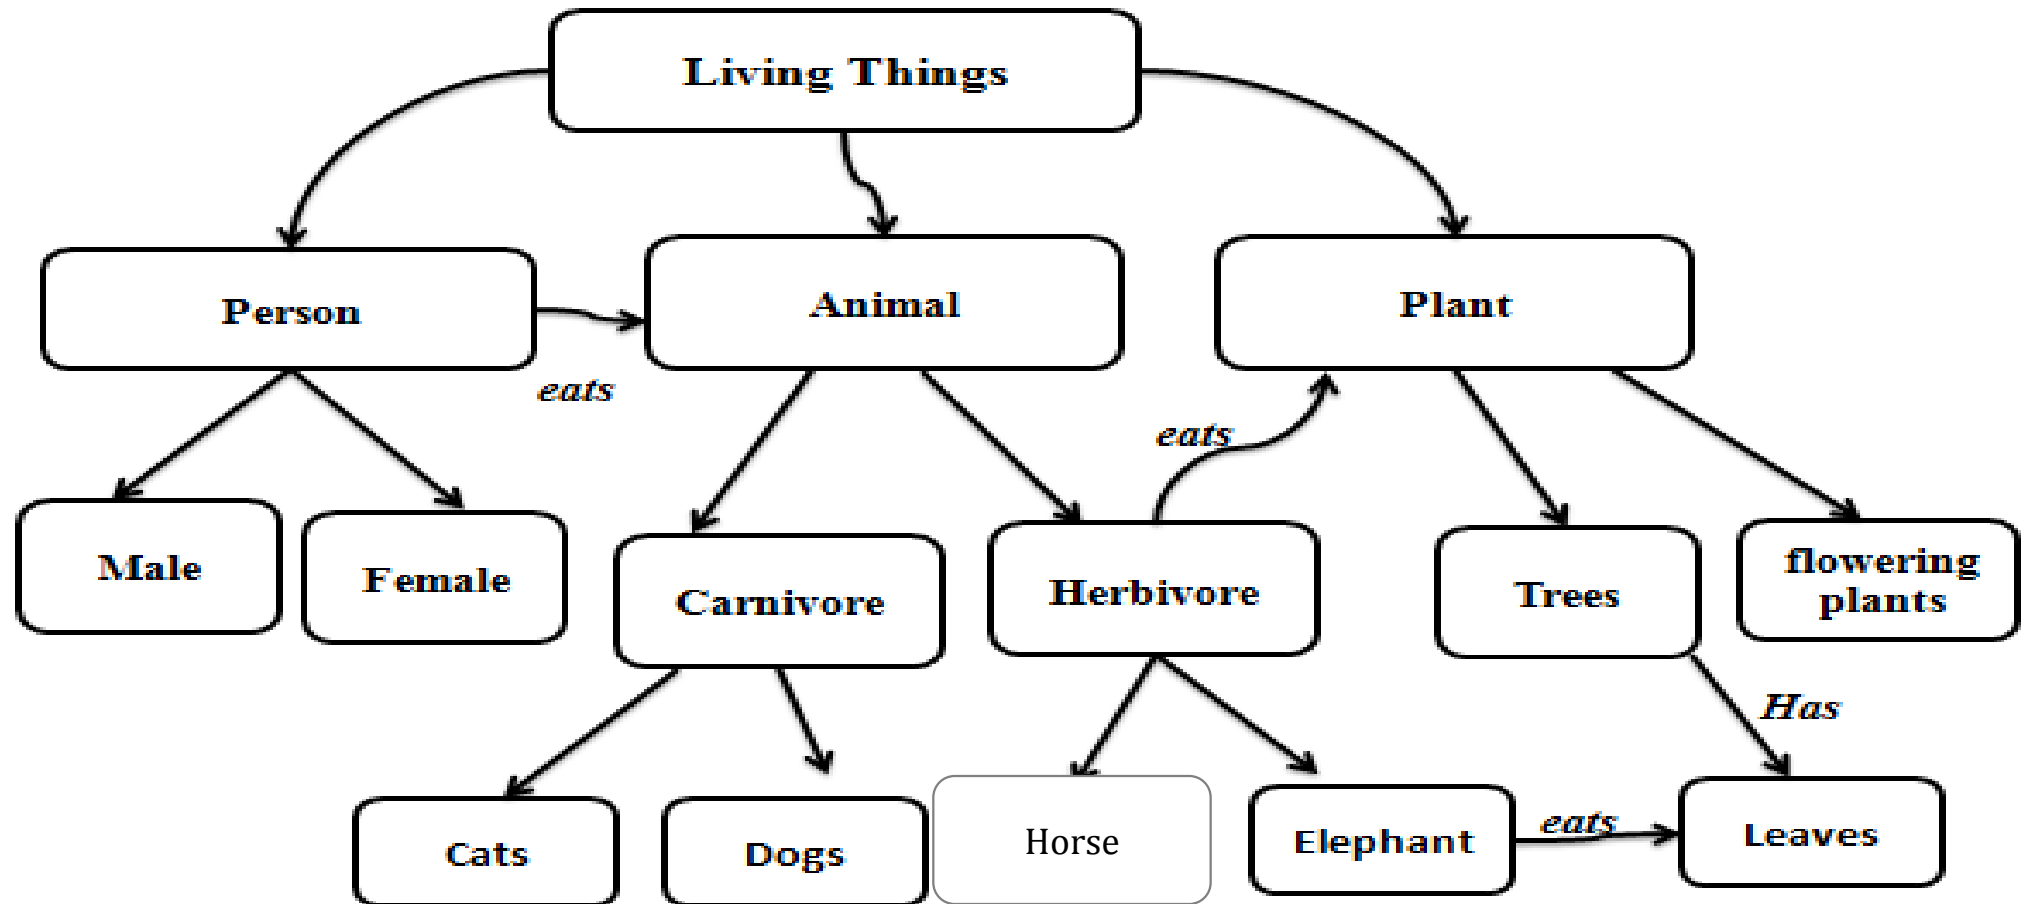 Living Things
Person
Animal
Plant
eats
eats
Male
Female
Carnivore
Herbivore
Trees
flowering
plants
Has
Cats
Dogs
Horse
Elephant
eats
Leaves